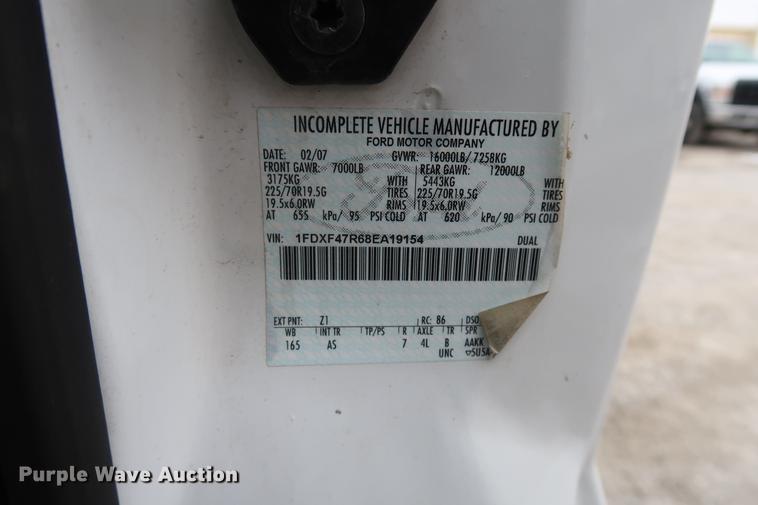 INCOMPLETE VEHICLE MANUFACTURED BY
FORD MOTOR COMPANY
DATE: 02/07 GVWR: 16000LB/ 7258KG
FRONT GAWR: 7000LB REAR GAWR: 12000LB
3175KG WITH 5443KG WITH
225/70R19.5G TIRES 225/70R19.5G TIRES
19.5x6.0RW RIMS 19.5x6.0RW RIMS
AT 655 kPa/ 95 PSI COLD AT 620 kPa/ 90 PSI COLD
VIN: 1FDXF47R68EA19154 DUAL
EXT PNT: Z1 RC: 86 DSO
WB INT TR TP/PS R AXLE TR SPR
165 AS 7 4L B AAKK
UNC ▽5U5A
Purple Wave Auction